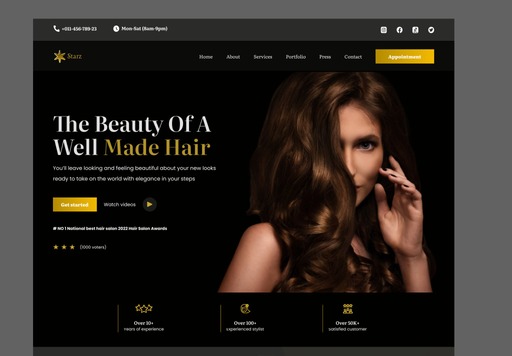 +011-456-789-23
Mon-Sat (8am-9pm)
Starz
Home
About
Services
Portfolio
Press
Contact
Appointment
The Beauty Of A
Well Made Hair
You'll leave looking and feeling beautiful about your new looks
ready to take on the world with elegance in your steps
Get started
Watch videos
# NO 1 National best hair salon 2022 Hair Salon Awards
(1000 voters)
Over 10+
years of experience
Over 100+
experienced stylist
Over 50K+
satisfied customer